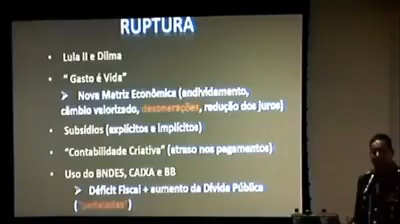 RUPTURA
• Lula II e Dilma
• “ Gasto é Vida”
➤ Nova Matriz Econômica (endividamento,
câmbio valorizado, desonerações, redução dos juros)
• Subsídios (explícitos e implícitos)
• “Contabilidade Criativa” (atraso nos pagamentos)
• Uso do BNDES, CAIXA e BB
➤ Déficit Fiscal + aumento da Dívida Pública
(“pedaladas”)